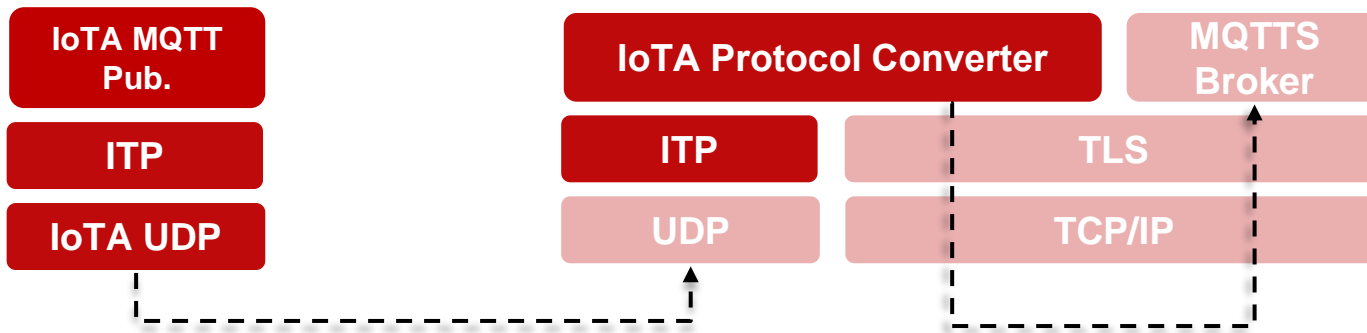 IoTA MQTT
Pub.
ITP
IoTA UDP
IoTA Protocol Converter
MQTTS
Broker
ITP
TLS
UDP
TCP/IP